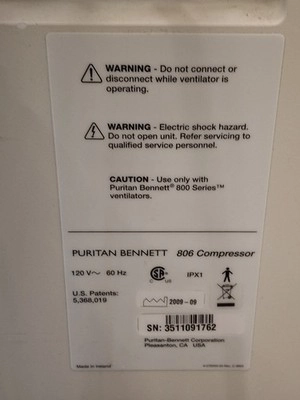 WARNING - Do not connect or
disconnect while ventilator is
operating.
WARNING - Electric shock hazard.
Do not open unit. Refer servicing to
qualified service personnel.
CAUTION - Use only with
Puritan Bennett® 800 Series™
ventilators.
PURITAN BENNETT 806 Compressor
120 V~ 60 Hz
IPX1
U.S. Patents:
5,368,019
2009-09
SN: 3511091762
Puritan-Bennett Corporation
Pleasanton, CA USA
Made in Ireland